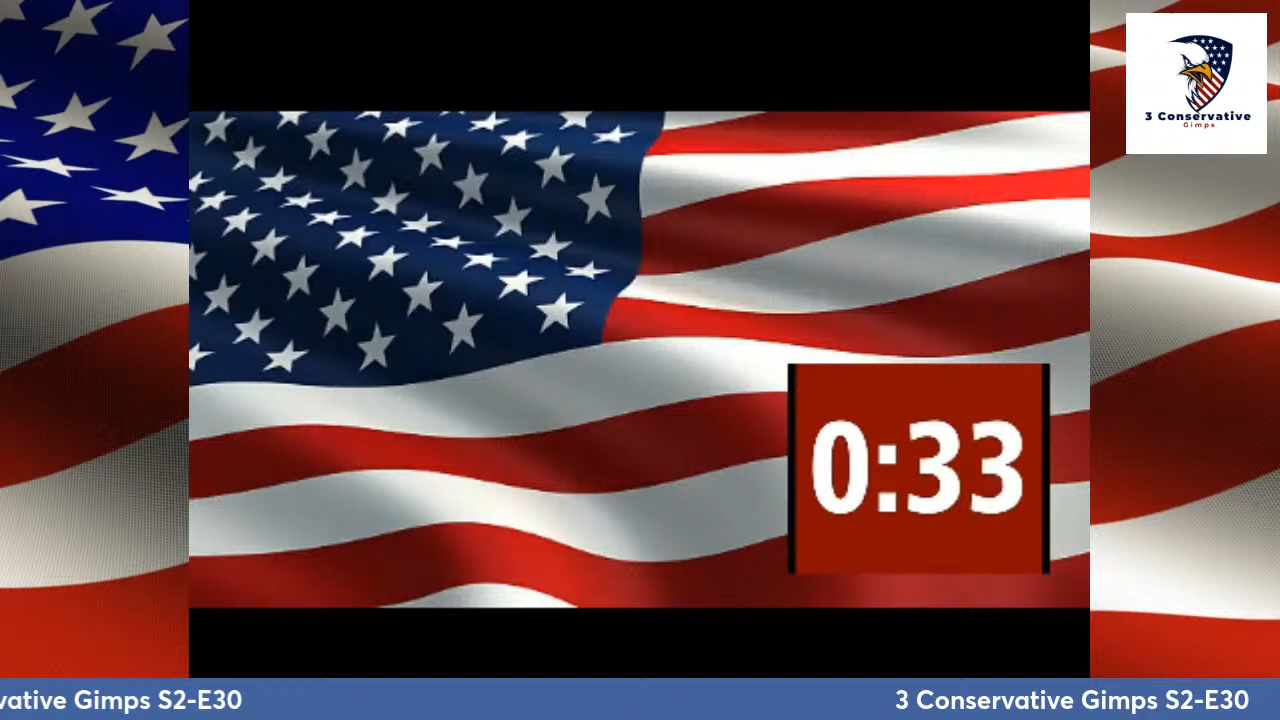 3 Conservative
Gimps
0:33
vative Gimps S2-E30
3 Conservative Gimps S2-E30